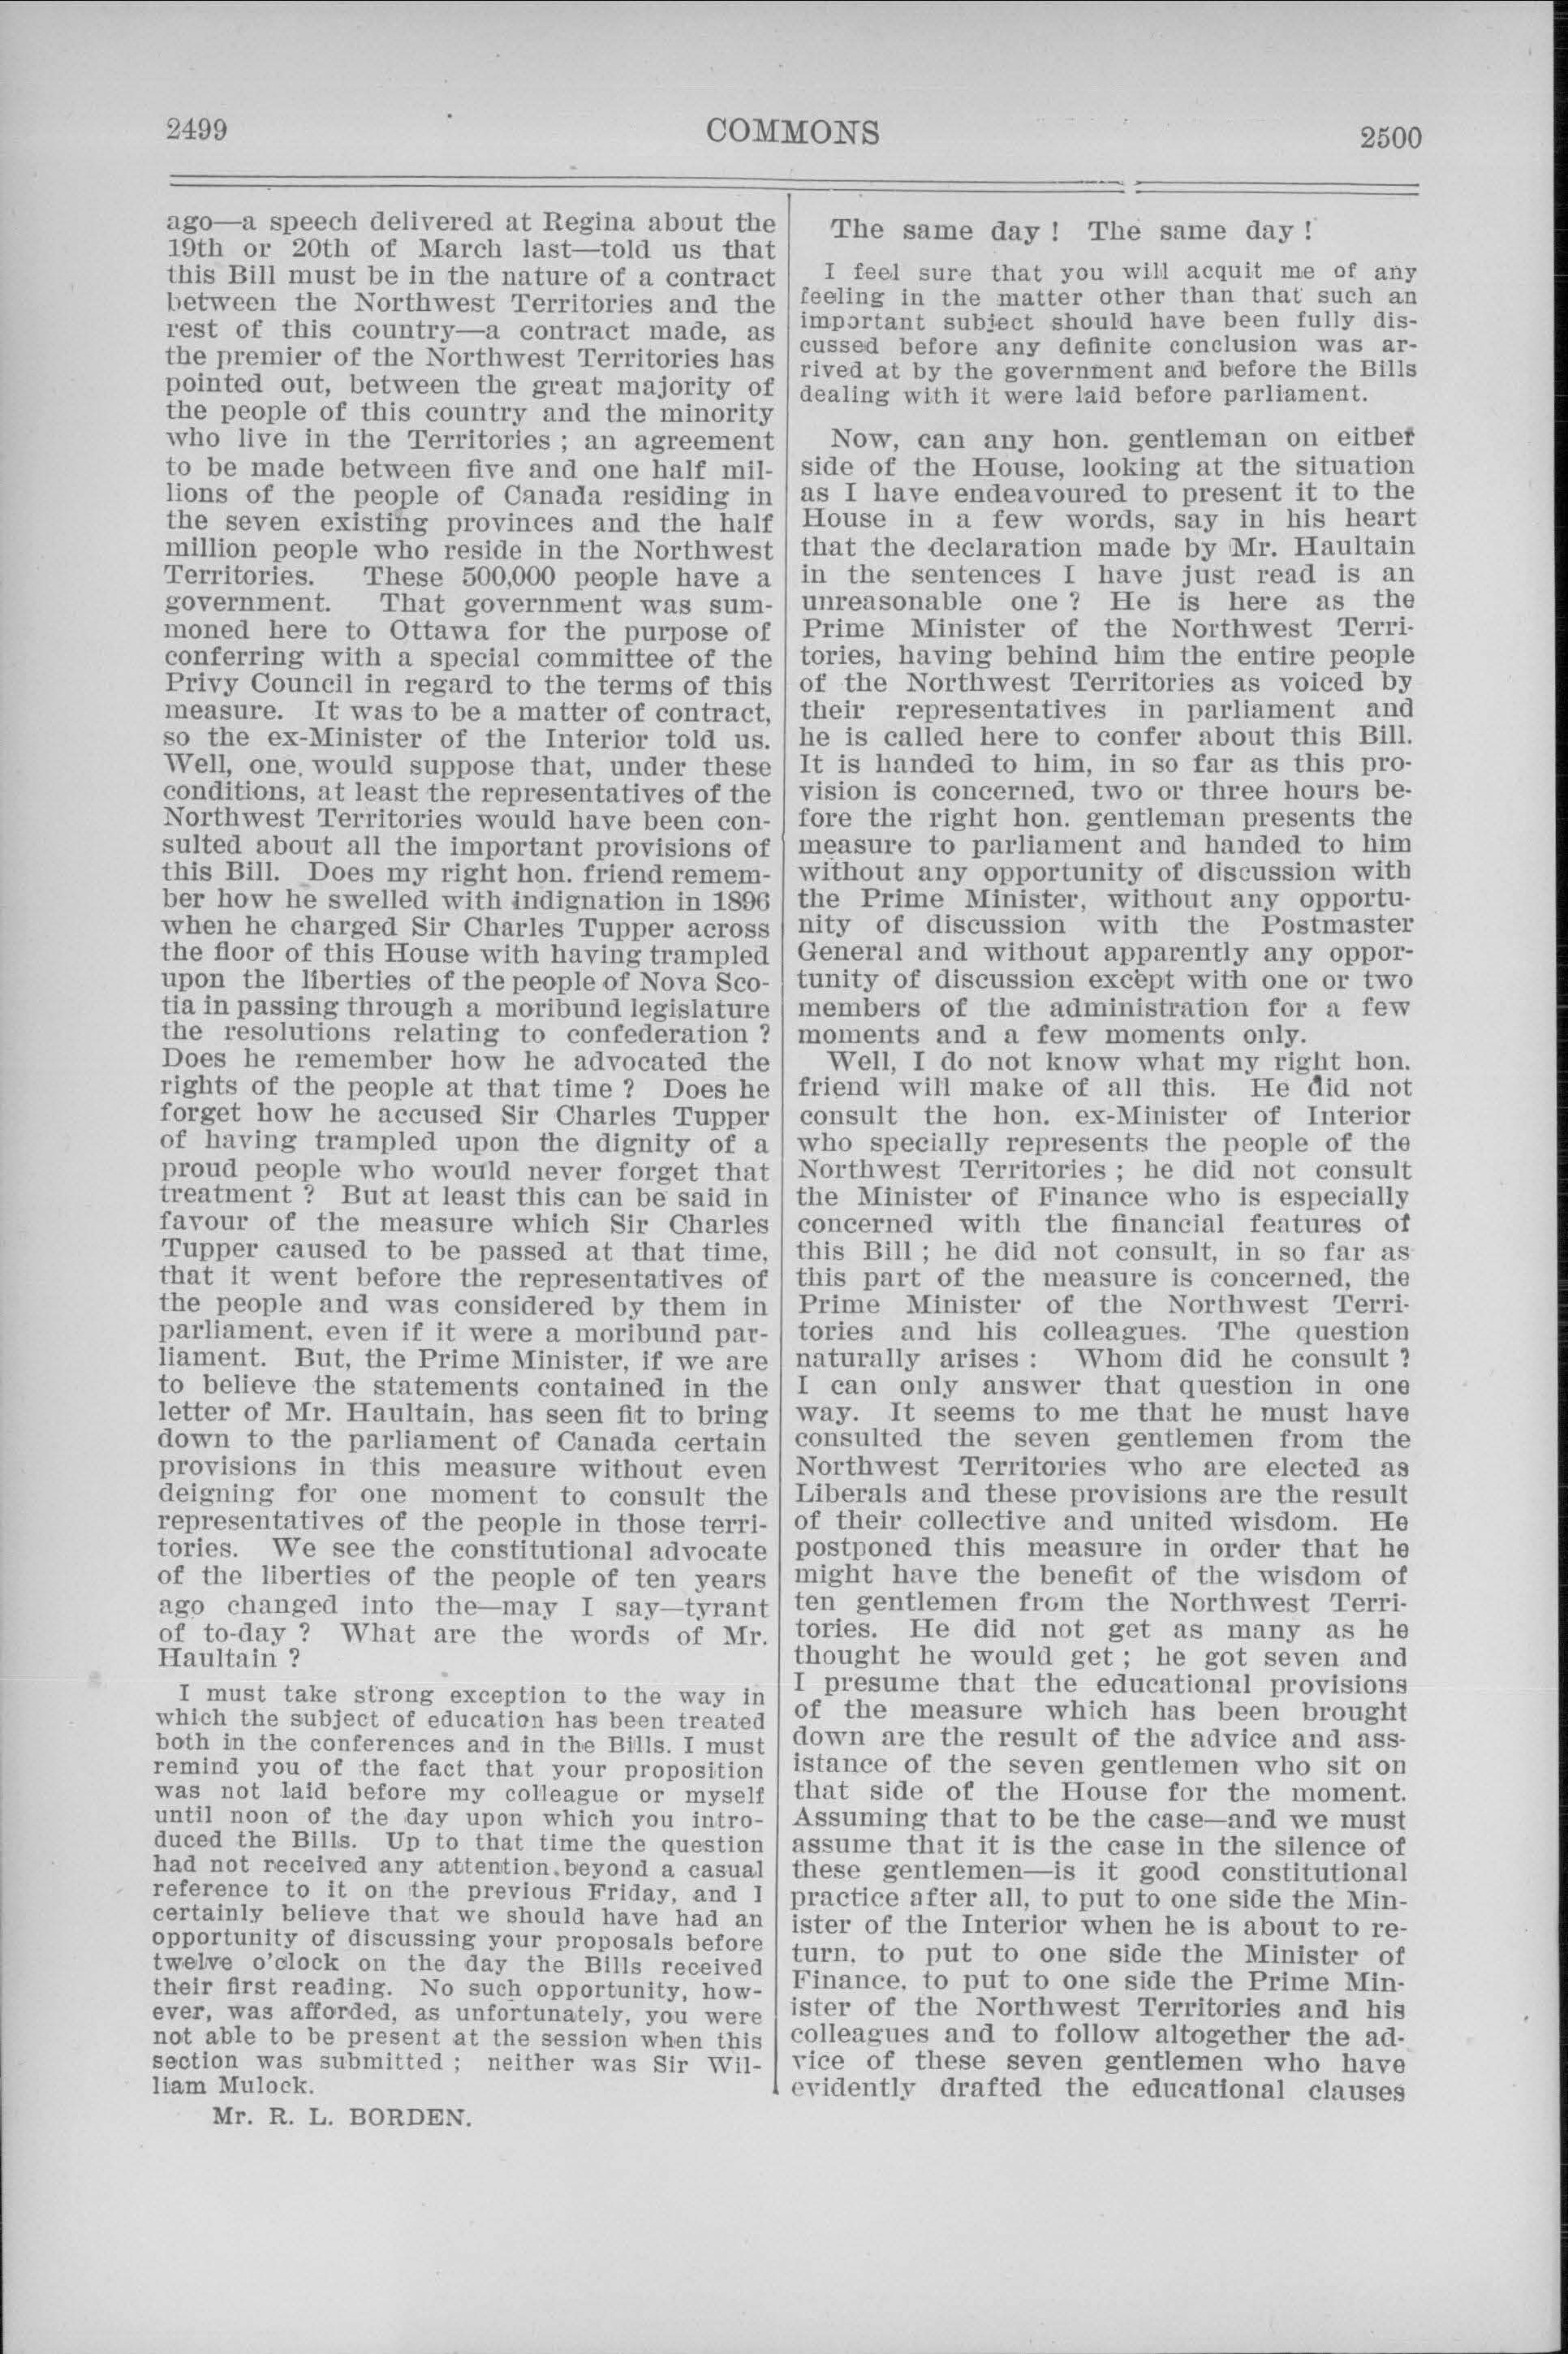 2499
COMMONS
2500
ago—a speech delivered at Regina about the
19th or 20th of March last—told us that
this Bill must be in the nature of a contract
between the Northwest Territories and the
rest of this country—a contract made, as
the premier of the Northwest Territories has
pointed out, between the great majority of
the people of this country and the minority
who live in the Territories ; an agreement
to be made between five and one half mil-
lions of the people of Canada residing in
the seven existing provinces and the half
million people who reside in the Northwest
Territories. These 500,000 people have a
government. That government was sum-
moned here to Ottawa for the purpose of
conferring with a special committee of the
Privy Council in regard to the terms of this
measure. It was to be a matter of contract,
so the ex-Minister of the Interior told us.
Well, one, would suppose that, under these
conditions, at least the representatives of the
Northwest Territories would have been con-
sulted about all the important provisions of
this Bill. Does my right hon. friend remem-
ber how he swelled with indignation in 1896
when he charged Sir Charles Tupper across
the floor of this House with having trampled
upon the liberties of the people of Nova Sco-
tia in passing through a moribund legislature
the resolutions relating to confederation ?
Does he remember how he advocated the
rights of the people at that time ? Does he
forget how he accused Sir Charles Tupper
of having trampled upon the dignity of a
proud people who would never forget that
treatment ? But at least this can be said in
favour of the measure which Sir Charles
Tupper caused to be passed at that time,
that it went before the representatives of
the people and was considered by them in
parliament, even if it were a moribund par-
liament. But, the Prime Minister, if we are
to believe the statements contained in the
letter of Mr. Haultain, has seen fit to bring
down to the parliament of Canada certain
provisions in this measure without even
deigning for one moment to consult the
representatives of the people in those terri-
tories. We see the constitutional advocate
of the liberties of the people of ten years
ago changed into the—may I say—tyrant
of to-day ? What are the words of Mr.
Haultain ?
I must take strong exception to the way in
which the subject of education has been treated
both in the conferences and in the Bills. I must
remind you of the fact that your proposition
was not laid before my colleague or myself
until noon of the day upon which you intro-
duced the Bills. Up to that time the question
had not received any attention beyond a casual
reference to it on the previous Friday, and I
certainly believe that we should have had an
opportunity of discussing your proposals before
twelve o'clock on the day the Bills received
their first reading. No such opportunity, how-
ever, was afforded, as unfortunately, you were
not able to be present at the session when this
section was submitted ; neither was Sir Wil-
liam Mulock.
Mr. R. L. BORDEN.
The same day ! The same day !
I feel sure that you will acquit me of any
feeling in the matter other than that such an
important subject should have been fully dis-
cussed before any definite conclusion was ar-
rived at by the government and before the Bills
dealing with it were laid before parliament.
Now, can any hon. gentleman on either
side of the House, looking at the situation
as I have endeavoured to present it to the
House in a few words, say in his heart
that the declaration made by Mr. Haultain
in the sentences I have just read is an
unreasonable one ? He is here as the
Prime Minister of the Northwest Terri-
tories, having behind him the entire people
of the Northwest Territories as voiced by
their representatives in parliament and
he is called here to confer about this Bill.
It is handed to him, in so far as this pro-
vision is concerned, two or three hours be-
fore the right hon. gentleman presents the
measure to parliament and handed to him
without any opportunity of discussion with
the Prime Minister, without any opportu-
nity of discussion with the Postmaster
General and without apparently any oppor-
tunity of discussion except with one or two
members of the administration for a few
moments and a few moments only.
Well, I do not know what my right hon.
friend will make of all this. He did not
consult the hon. ex-Minister of Interior
who specially represents the people of the
Northwest Territories ; he did not consult
the Minister of Finance who is especially
concerned with the financial features of
this Bill ; he did not consult, in so far as
this part of the measure is concerned, the
Prime Minister of the Northwest Terri-
tories and his colleagues. The question
naturally arises : Whom did he consult ?
I can only answer that question in one
way. It seems to me that he must have
consulted the seven gentlemen from the
Northwest Territories who are elected as
Liberals and these provisions are the result
of their collective and united wisdom. He
postponed this measure in order that he
might have the benefit of the wisdom of
ten gentlemen from the Northwest Terri-
tories. He did not get as many as he
thought he would get ; he got seven and
I presume that the educational provisions
of the measure which has been brought
down are the result of the advice and ass-
istance of the seven gentlemen who sit on
that side of the House for the moment.
Assuming that to be the case—and we must
assume that it is the case in the silence of
these gentlemen—is it good constitutional
practice after all, to put to one side the Min-
ister of the Interior when he is about to re-
turn, to put to one side the Minister of
Finance, to put to one side the Prime Min-
ister of the Northwest Territories and his
colleagues and to follow altogether the ad-
vice of these seven gentlemen who have
evidently drafted the educational clauses